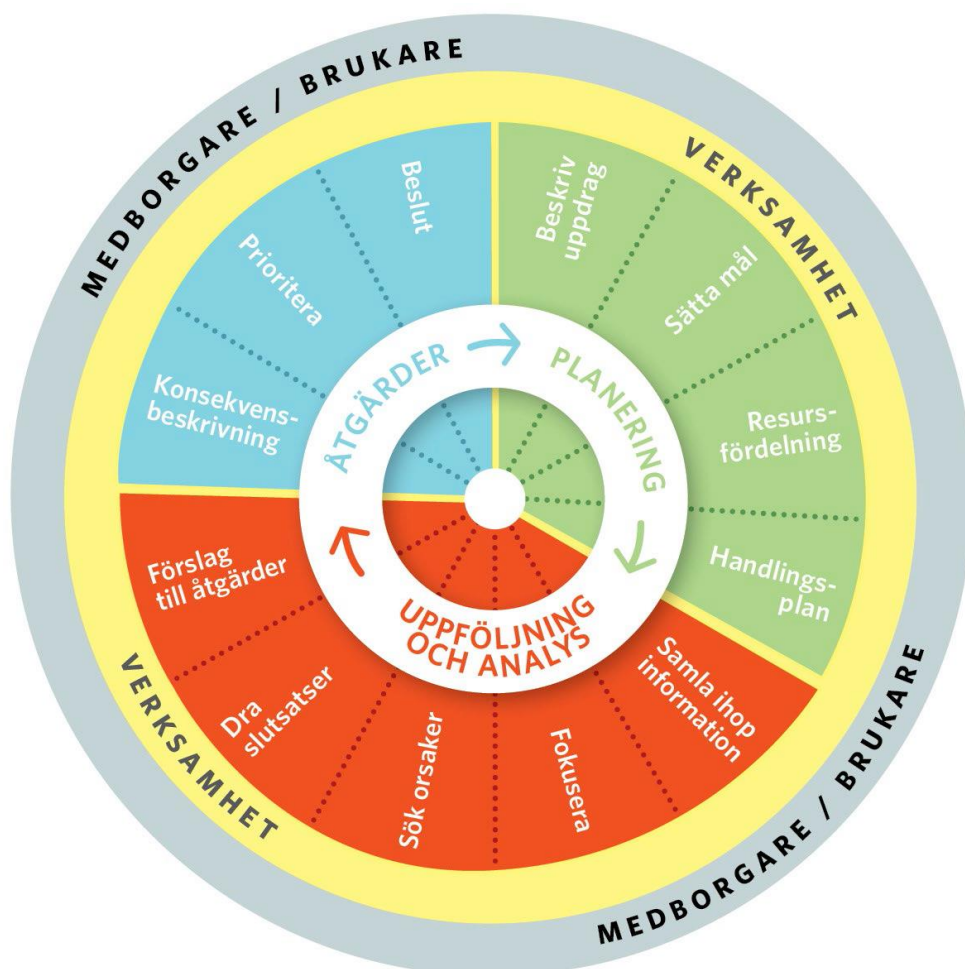 MEDBORGARE / BRUKARE
VERKSAMHET
Beskriv
uppdrag
Sätta mål
Resurs-
fördelning
Handlings-
plan
Samla ihop
information
Fokusera
Sök orsaker
Dra
slutsatser
Förslag
till åtgärder
Konsekvens-
beskrivning
Prioritera
Beslut
ÅTGÄRDER
PLANERING
UPPFÖLJNING
OCH ANALYS
VERKSAMHET
MEDBORGARE / BRUKARE